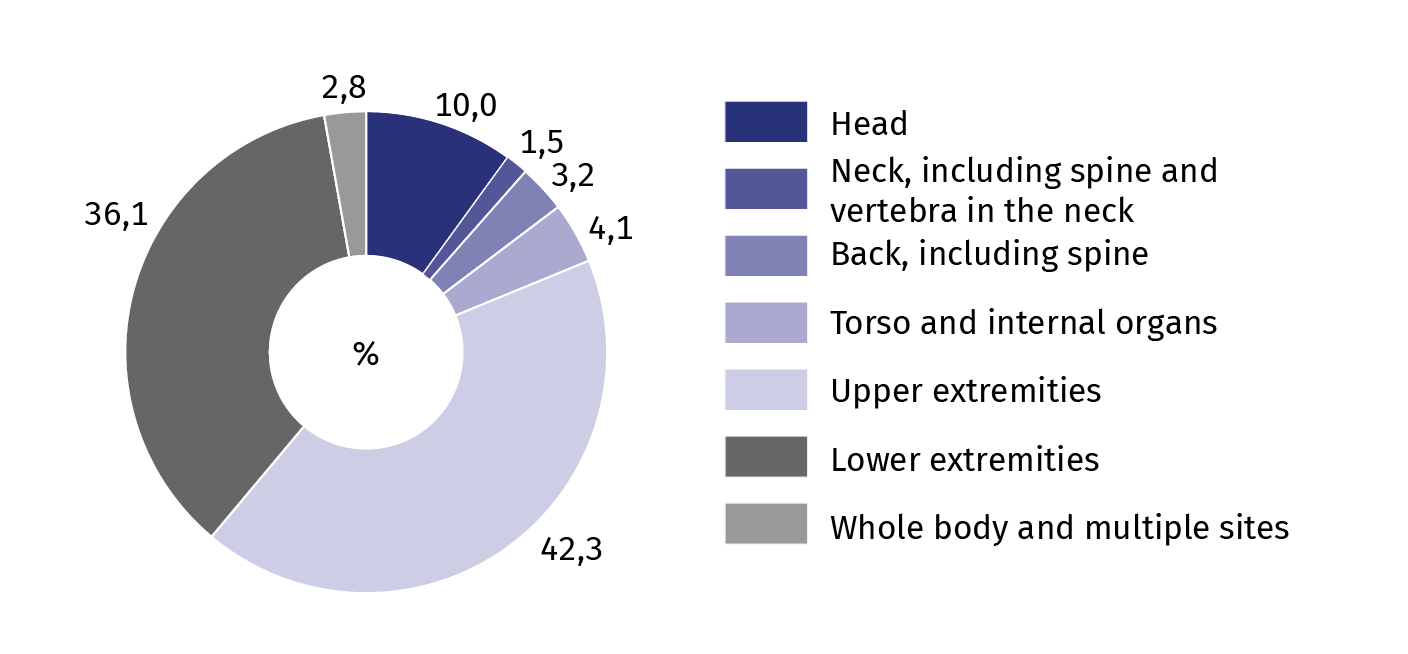 2,8
10,0
1,5
3,2
4,1
36,1
%
42,3
Head
Neck, including spine and
vertebra in the neck
Back, including spine
Torso and internal organs
Upper extremities
Lower extremities
Whole body and multiple sites